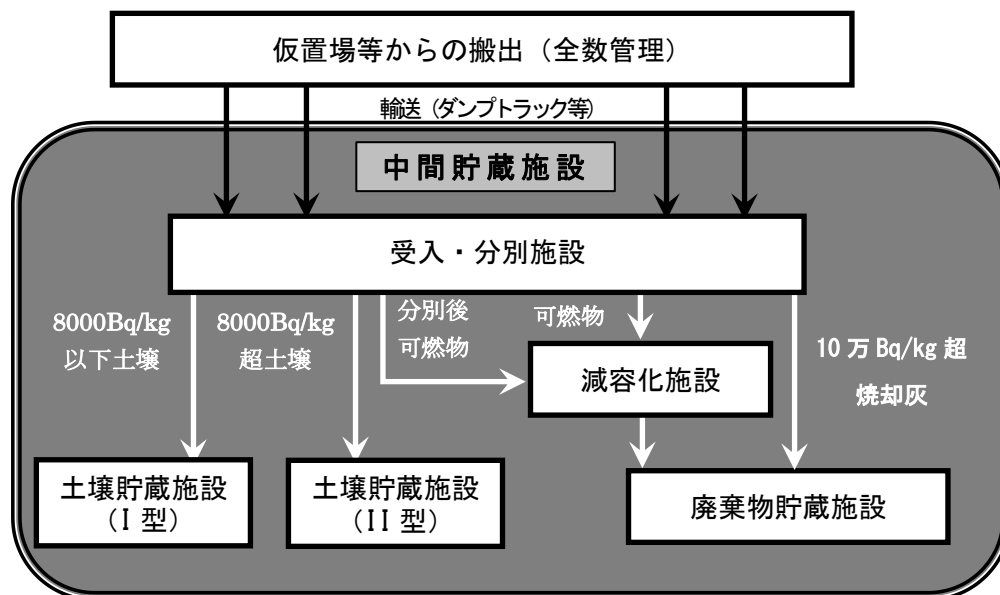 仮置場等からの搬出（全数管理）
輸送（ダンプトラック等）
中間貯蔵施設
受入・分別施設
8000Bq/kg
以下土壌
8000Bq/kg
超土壌
分別後
可燃物
可燃物
10万Bq/kg超
焼却灰
減容化施設
土壌貯蔵施設
（I型）
土壌貯蔵施設
（II型）
廃棄物貯蔵施設